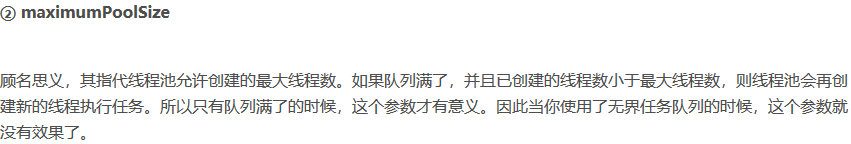 ② maximumPoolSize
顾名思义，其指代线程池允许创建的最大线程数。如果队列满了，并且已创建的线程数小于最大线程数，则线程池会再创
建新的线程执行任务。所以只有队列满了的时候，这个参数才有意义。因此当你使用了无界任务队列的时候，这个参数就
没有效果了。